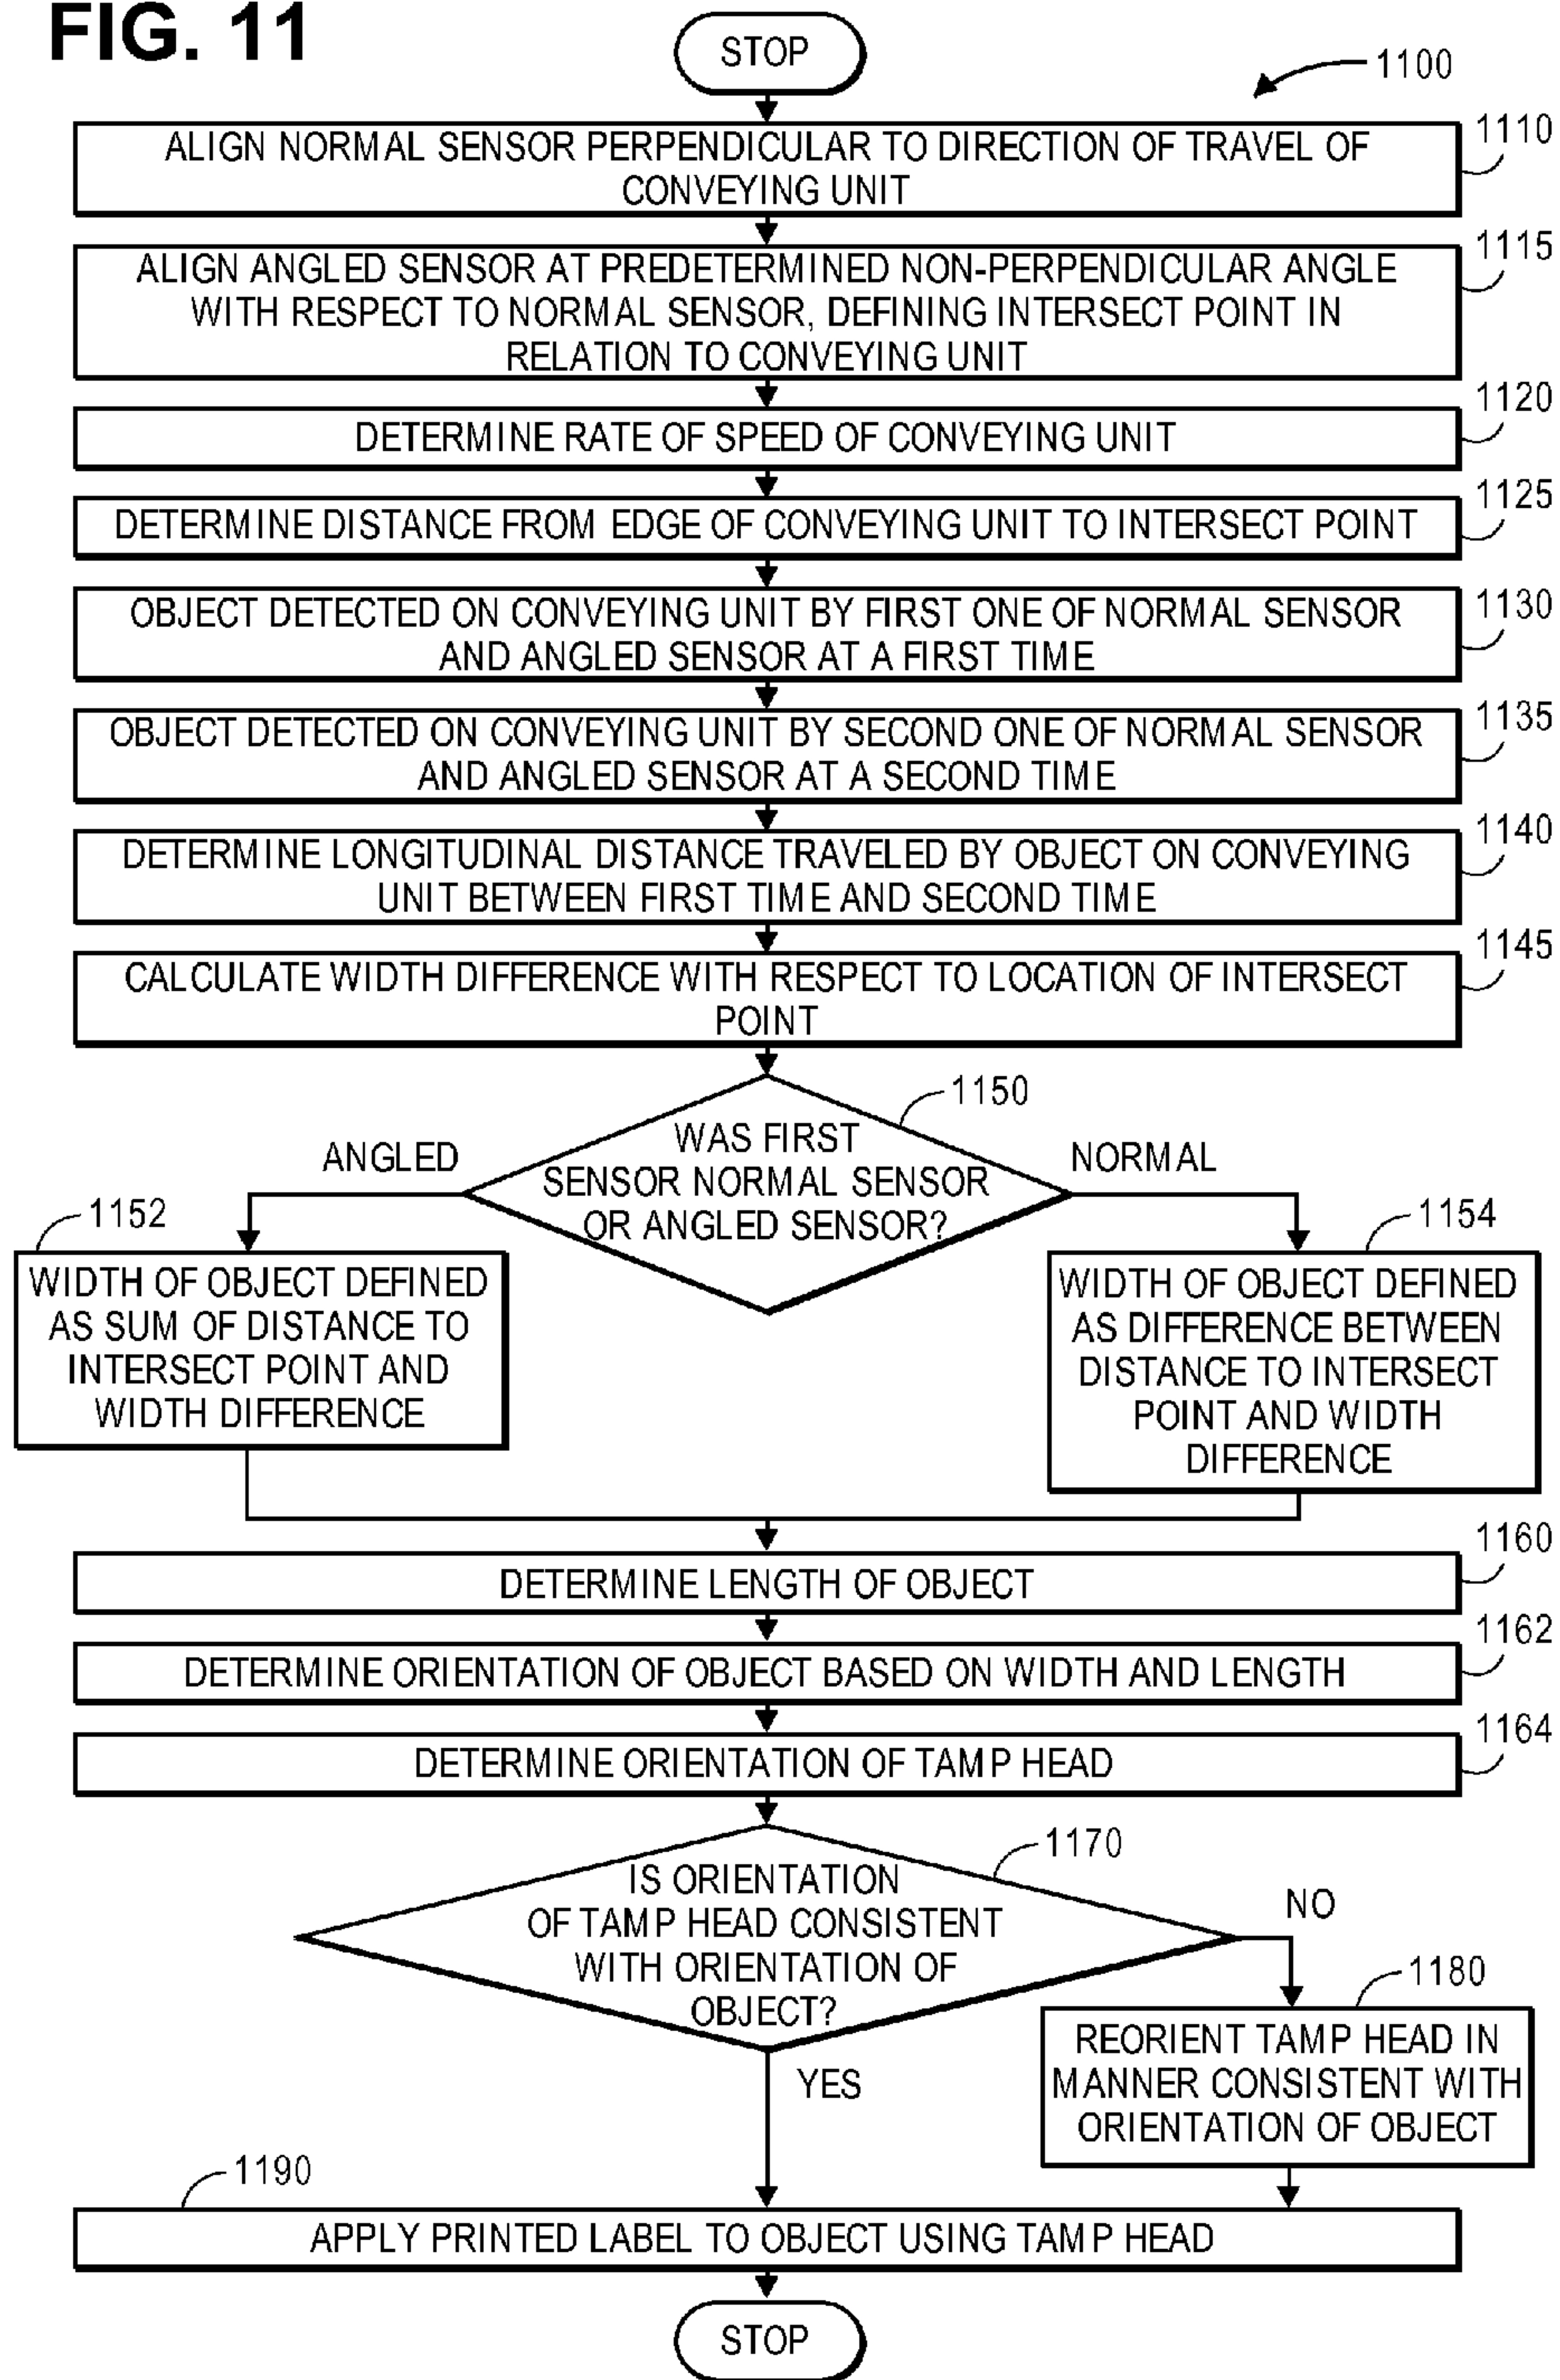 FIG. 11
STOP
1100
1110
ALIGN NORMAL SENSOR PERPENDICULAR TO DIRECTION OF TRAVEL OF
CONVEYING UNIT
1115
ALIGN ANGLED SENSOR AT PREDETERMINED NON-PERPENDICULAR ANGLE
WITH RESPECT TO NORMAL SENSOR, DEFINING INTERSECT POINT IN
RELATION TO CONVEYING UNIT
1120
DETERMINE RATE OF SPEED OF CONVEYING UNIT
1125
DETERMINE DISTANCE FROM EDGE OF CONVEYING UNIT TO INTERSECT POINT
1130
OBJECT DETECTED ON CONVEYING UNIT BY FIRST ONE OF NORMAL SENSOR
AND ANGLED SENSOR AT A FIRST TIME
1135
OBJECT DETECTED ON CONVEYING UNIT BY SECOND ONE OF NORMAL SENSOR
AND ANGLED SENSOR AT A SECOND TIME
1140
DETERMINE LONGITUDINAL DISTANCE TRAVELED BY OBJECT ON CONVEYING
UNIT BETWEEN FIRST TIME AND SECOND TIME
1145
CALCULATE WIDTH DIFFERENCE WITH RESPECT TO LOCATION OF INTERSECT
POINT
1150
WAS FIRST
SENSOR NORMAL SENSOR
OR ANGLED SENSOR?
ANGLED
NORMAL
1152
WIDTH OF OBJECT DEFINED
AS SUM OF DISTANCE TO
INTERSECT POINT AND
WIDTH DIFFERENCE
1154
WIDTH OF OBJECT DEFINED
AS DIFFERENCE BETWEEN
DISTANCE TO INTERSECT
POINT AND WIDTH
DIFFERENCE
1160
DETERMINE LENGTH OF OBJECT
1162
DETERMINE ORIENTATION OF OBJECT BASED ON WIDTH AND LENGTH
1164
DETERMINE ORIENTATION OF TAMP HEAD
1170
IS ORIENTATION
OF TAMP HEAD CONSISTENT
WITH ORIENTATION OF
OBJECT?
NO
YES
1180
REORIENT TAMP HEAD IN
MANNER CONSISTENT WITH
ORIENTATION OF OBJECT
1190
APPLY PRINTED LABEL TO OBJECT USING TAMP HEAD
STOP